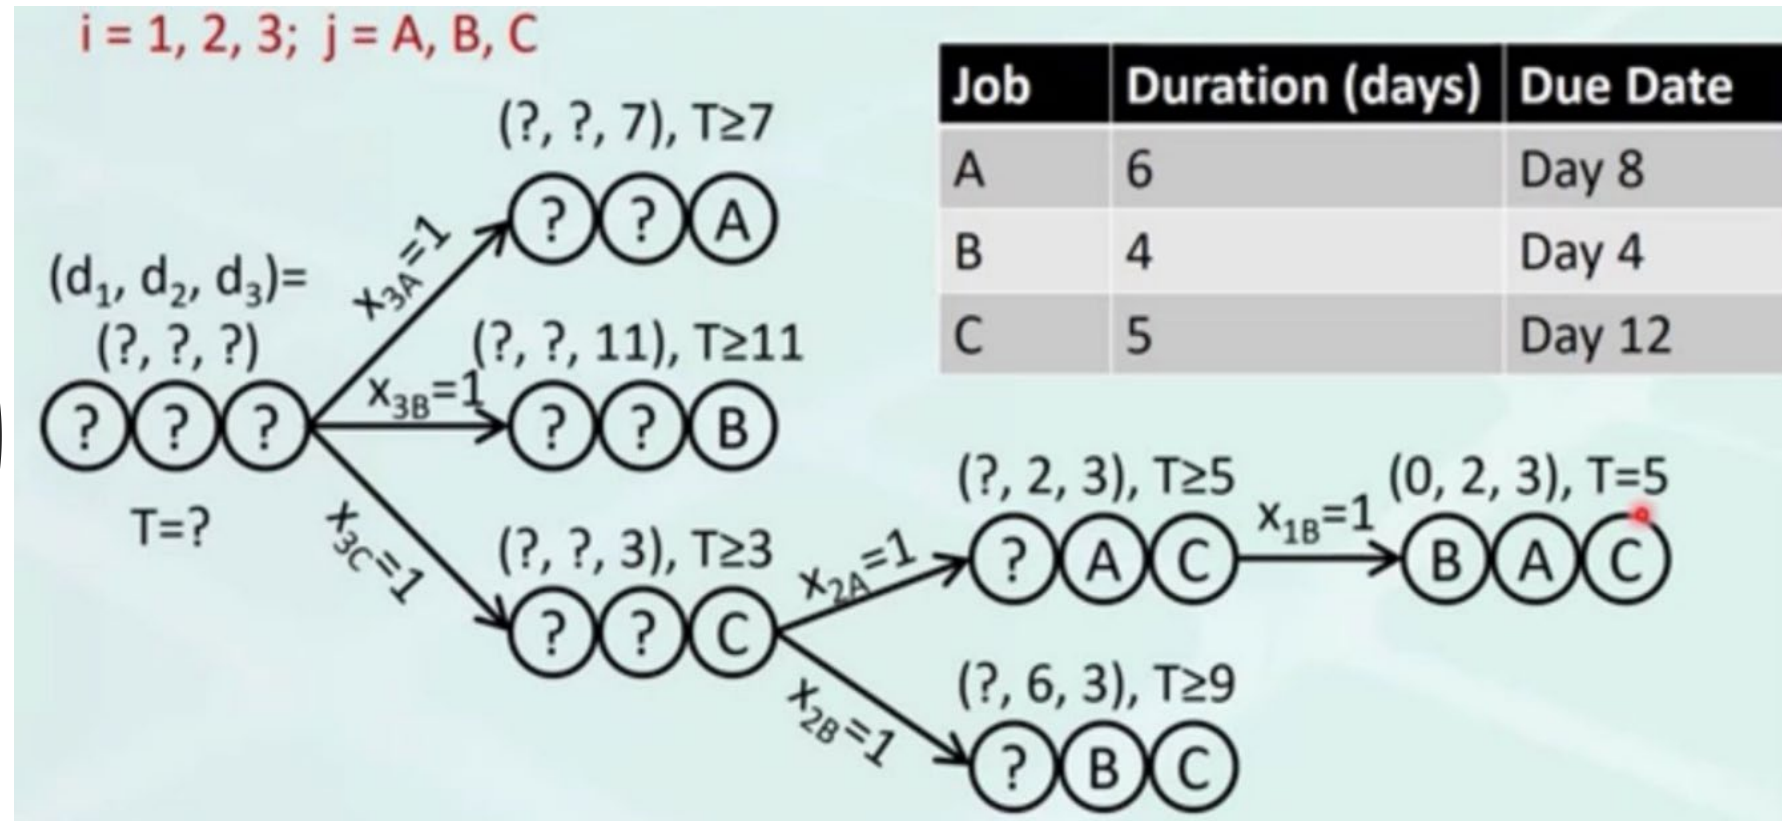 i = 1, 2, 3; j = A, B, C
Job Duration (days) Due Date
A 6 Day 8
B 4 Day 4
C 5 Day 12
(?, ?, 7), T≥7
? ? A
x3A=1
(d1, d2, d3)=
(?, ?, ?)
? ? ?
T=?
(?, ?, 11), T≥11
x3B=1
? ? B
x3C=1
(?, ?, 3), T≥3
? ? C
x2A=1
(?, 2, 3), T≥5
? A C
x1B=1
(0, 2, 3), T=5
B A C
x2B=1
(?, 6, 3), T≥9
? B C